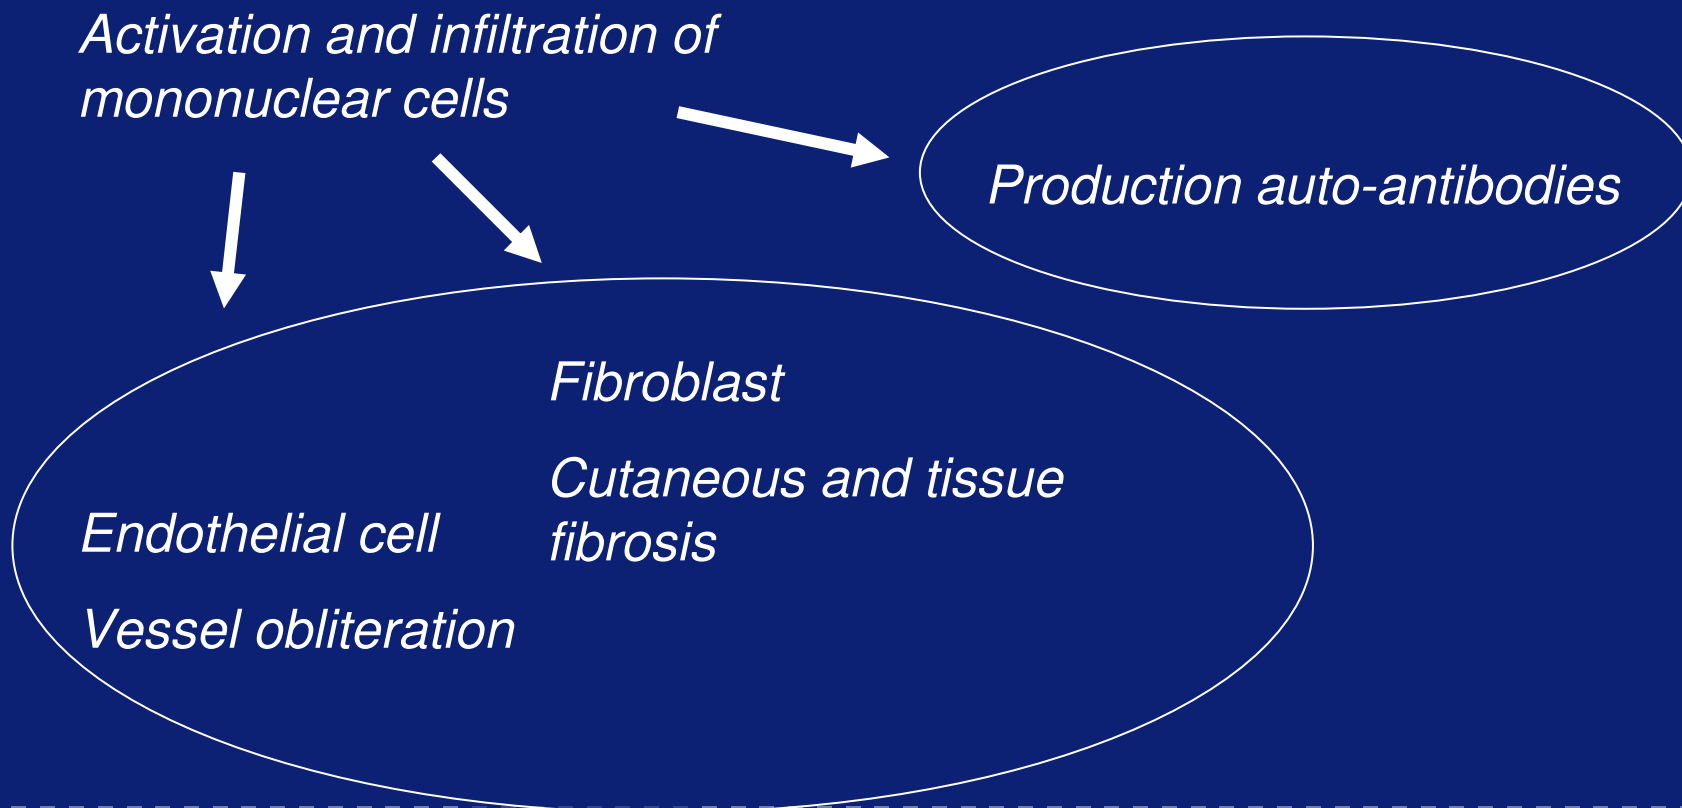 Activation and infiltration of
mononuclear cells
Production auto-antibodies
Fibroblast
Cutaneous and tissue
fibrosis
Endothelial cell
Vessel obliteration